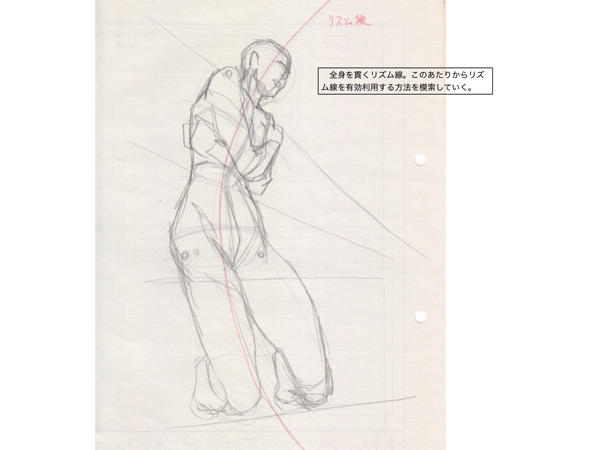 リズム線
全身を貫くリズム線。このあたりからリズ
ム線を有効利用する方法を模索していく。